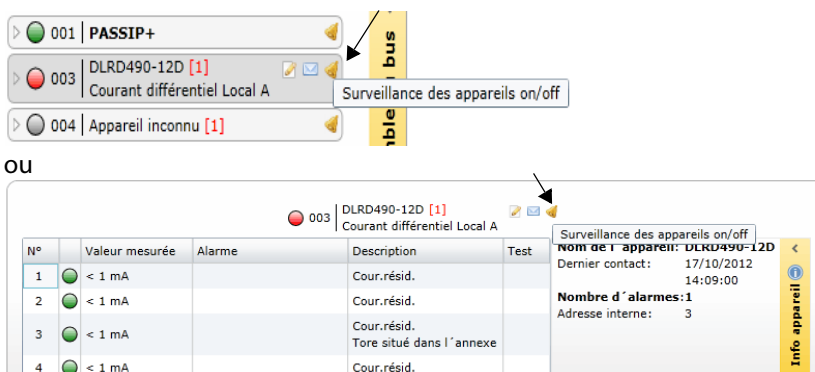 001 PASSIP+
003 DLRD490-12D [1]
Courant différentiel Local A
Surveillance des appareils on/off
004 Appareil inconnu [1]
ou
003 DLRD490-12D [1]
Courant différentiel Local A
Surveillance des appareils on/off
N° Valeur mesurée Alarme Description Test
Nom de l´appareil: DLRD490-12D
Dernier contact: 17/10/2012
14:09:00
Nombre d´alarmes:1
Adresse interne: 3
Info appareil
1 < 1 mA Cour.résid.
2 < 1 mA Cour.résid.
3 < 1 mA Cour.résid.
Tore situé dans l´annexe
4 < 1 mA Cour.résid.